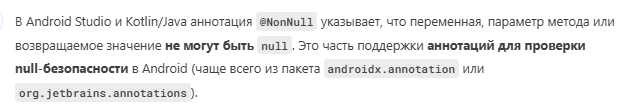 В Android Studio и Kotlin/Java аннотация @NonNull указывает, что переменная, параметр метода или
возвращаемое значение не могут быть null. Это часть поддержки аннотаций для проверки
null-безопасности в Android (чаще всего из пакета androidx.annotation или
org.jetbrains.annotations).